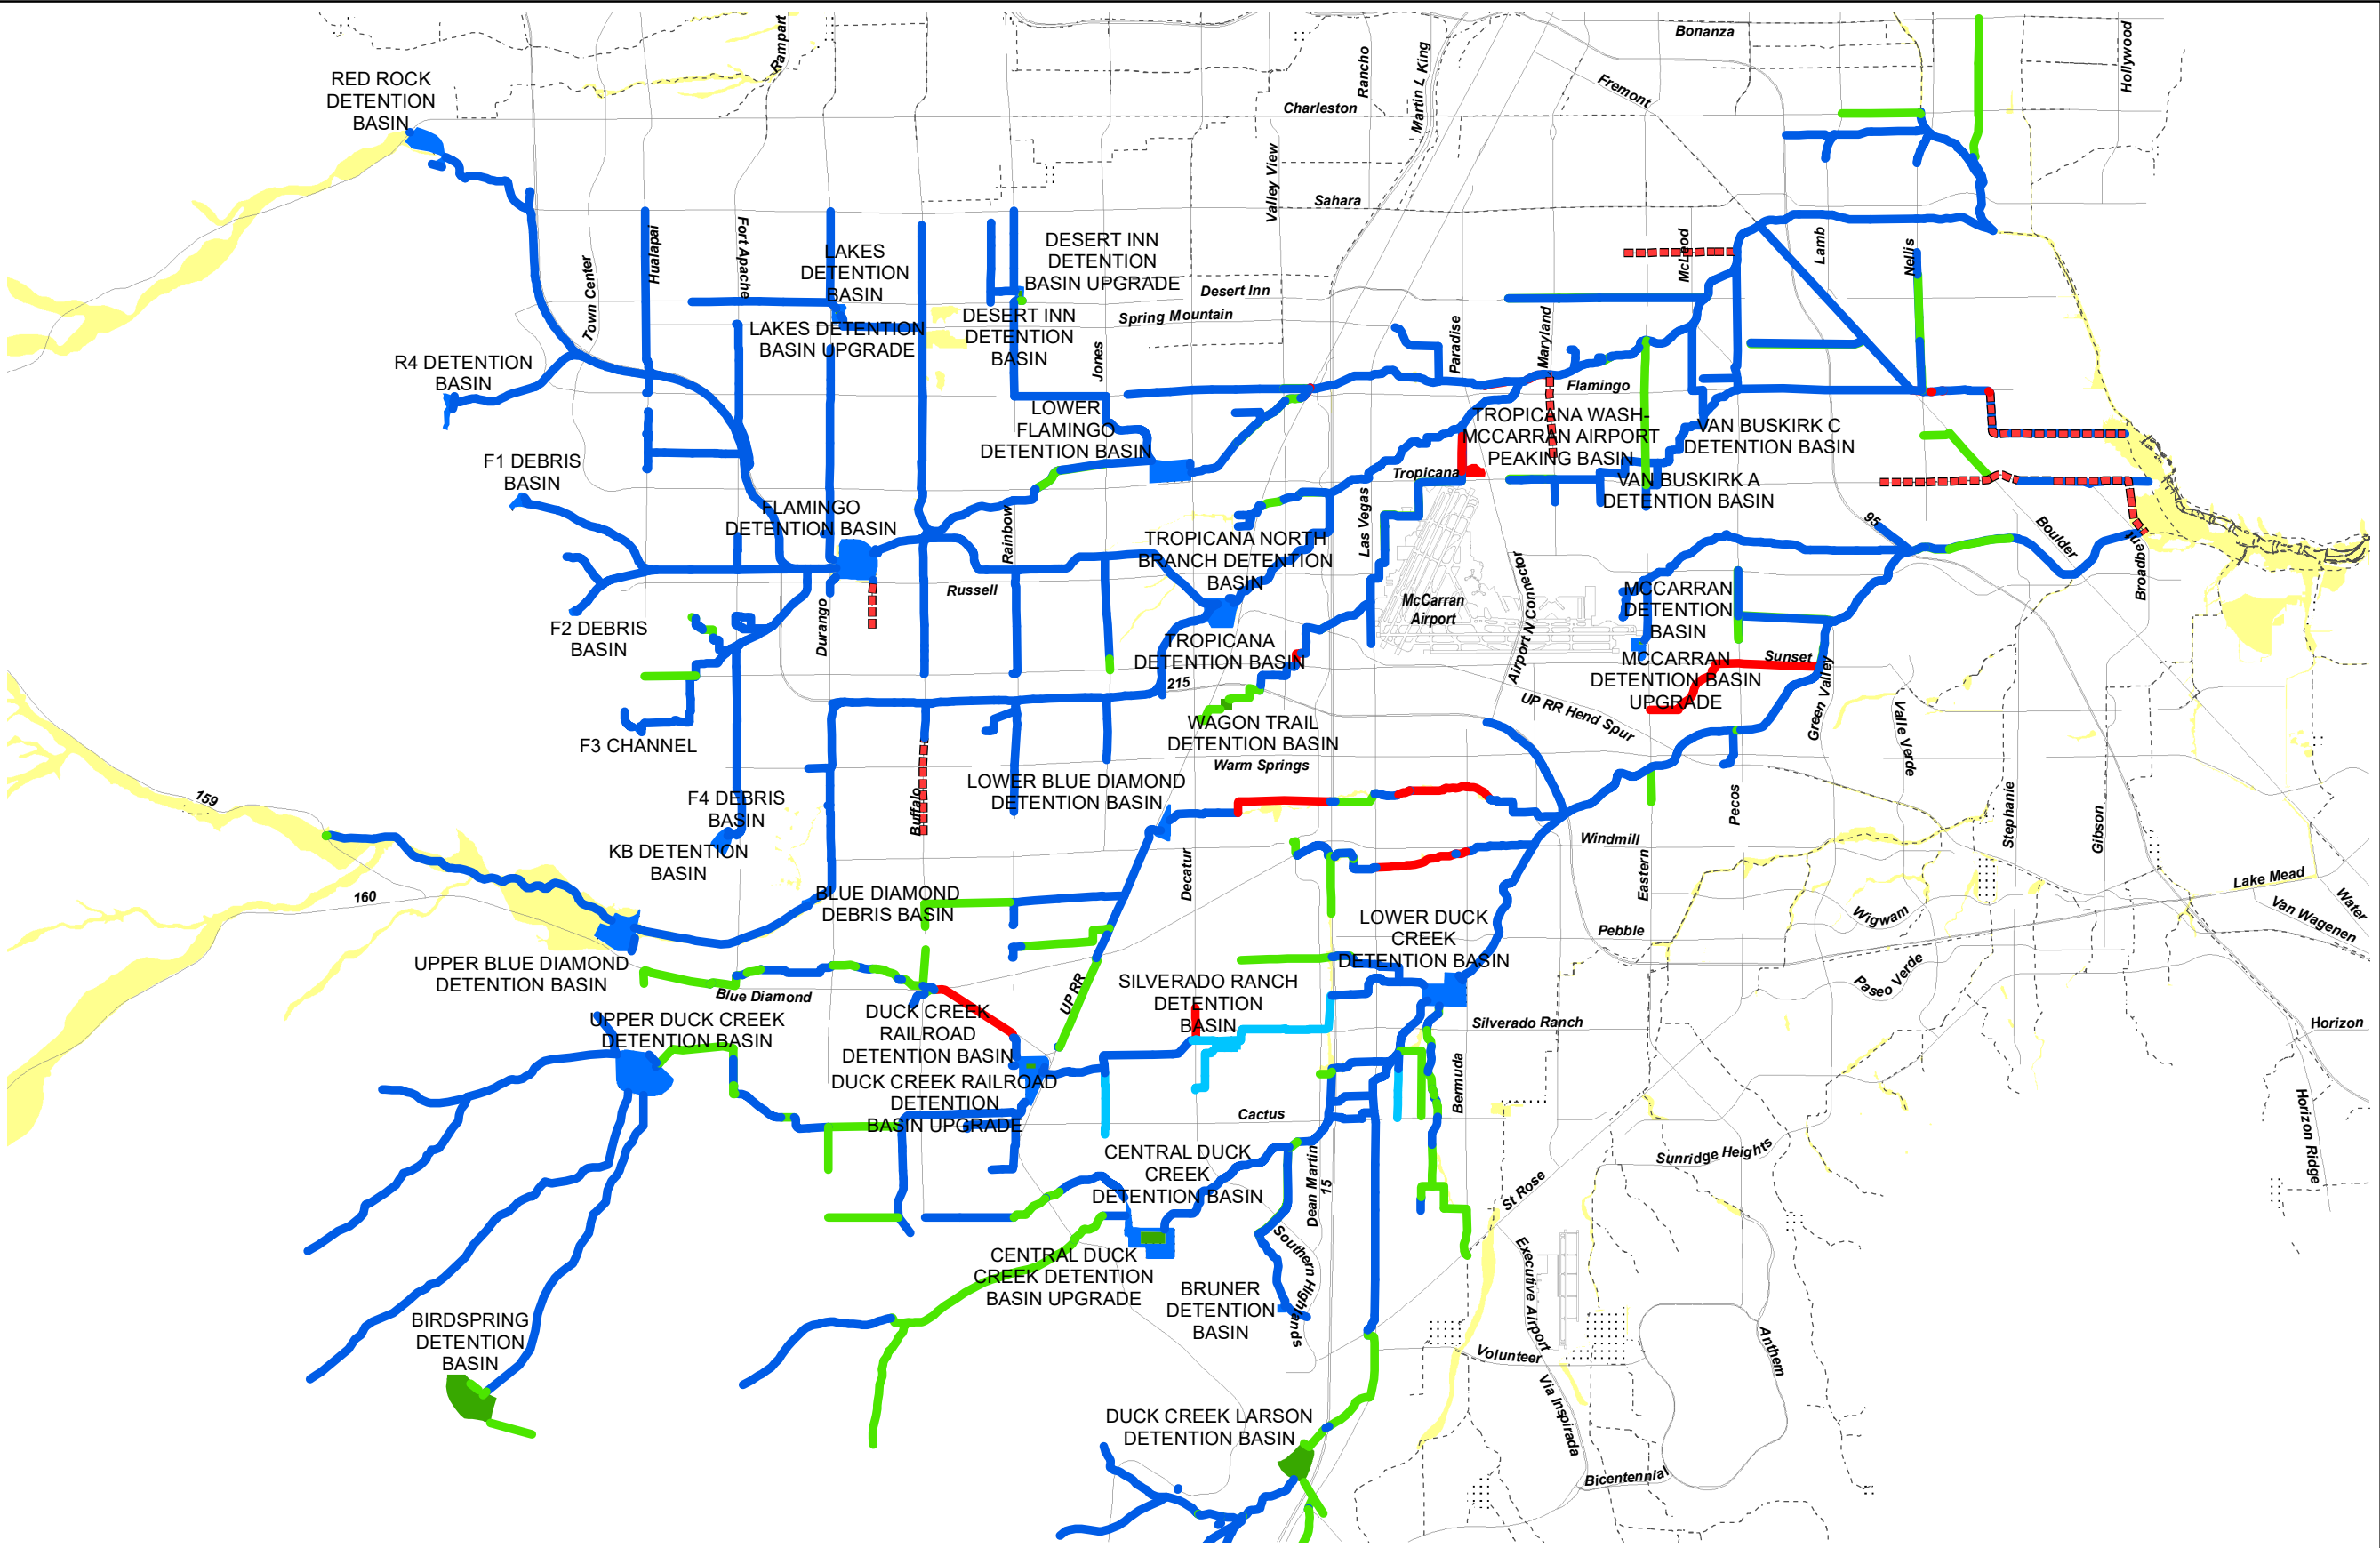 Bonanza
Rampart
Rancho
Martin L King
Hollywood
RED ROCK
DETENTION
BASIN
Fremont
Charleston
Valley View
Sahara
Hualapai
Fort Apache
Town Center
LAKES
DETENTION
BASIN
DESERT INN
DETENTION
BASIN UPGRADE
McLeod
Lamb
Nellis
Desert Inn
Spring Mountain
LAKES DETENTION
BASIN UPGRADE
DESERT INN
DETENTION
BASIN
Jones
Paradise
Maryland
R4 DETENTION
BASIN
Flamingo
LOWER
FLAMINGO
DETENTION BASIN
TROPICANA WASH-
MCCARRAN AIRPORT
PEAKING BASIN
VAN BUSKIRK C
DETENTION BASIN
F1 DEBRIS
BASIN
Tropicana
VAN BUSKIRK A
DETENTION BASIN
FLAMINGO
DETENTION BASIN
Rainbow
Las Vegas
95
Boulder
TROPICANA NORTH
BRANCH DETENTION
BASIN
Russell
Durango
McCarran
Airport
Airport N Connector
MCCARRAN
DETENTION
BASIN
F2 DEBRIS
BASIN
TROPICANA
DETENTION BASIN
215
Sunset
MCCARRAN
DETENTION BASIN
UPGRADE
Green Valley
Valle Verde
UP RR Hend Spur
F3 CHANNEL
WAGON TRAIL
DETENTION BASIN
Warm Springs
LOWER BLUE DIAMOND
DETENTION BASIN
159
F4 DEBRIS
BASIN
Buffalo
Pecos
Stephanie
Gibson
KB DETENTION
BASIN
Windmill
Decatur
Eastern
160
BLUE DIAMOND
DEBRIS BASIN
Lake Mead
Water
Van Wagenen
LOWER DUCK
CREEK
DETENTION BASIN
Wigwam
Pebble
UPPER BLUE DIAMOND
DETENTION BASIN
Blue Diamond
UP RR
SILVERADO RANCH
DETENTION
BASIN
Paseo Verde
UPPER DUCK CREEK
DETENTION BASIN
DUCK CREEK
RAILROAD
DETENTION BASIN
Silverado Ranch
Horizon
DUCK CREEK RAILROAD
DETENTION
BASIN UPGRADE
Bermuda
Cactus
Horizon Ridge
CENTRAL DUCK
CREEK
DETENTION BASIN
Dean Martin
15
Sunridge Heights
St Rose
CENTRAL DUCK
CREEK DETENTION
BASIN UPGRADE
Southern Highlands
Executive Airport
BRUNER
DETENTION
BASIN
BIRDSPRING
DETENTION
BASIN
Volunteer
Anthem
Via Inspirada
DUCK CREEK LARSON
DETENTION BASIN
Bicentennial